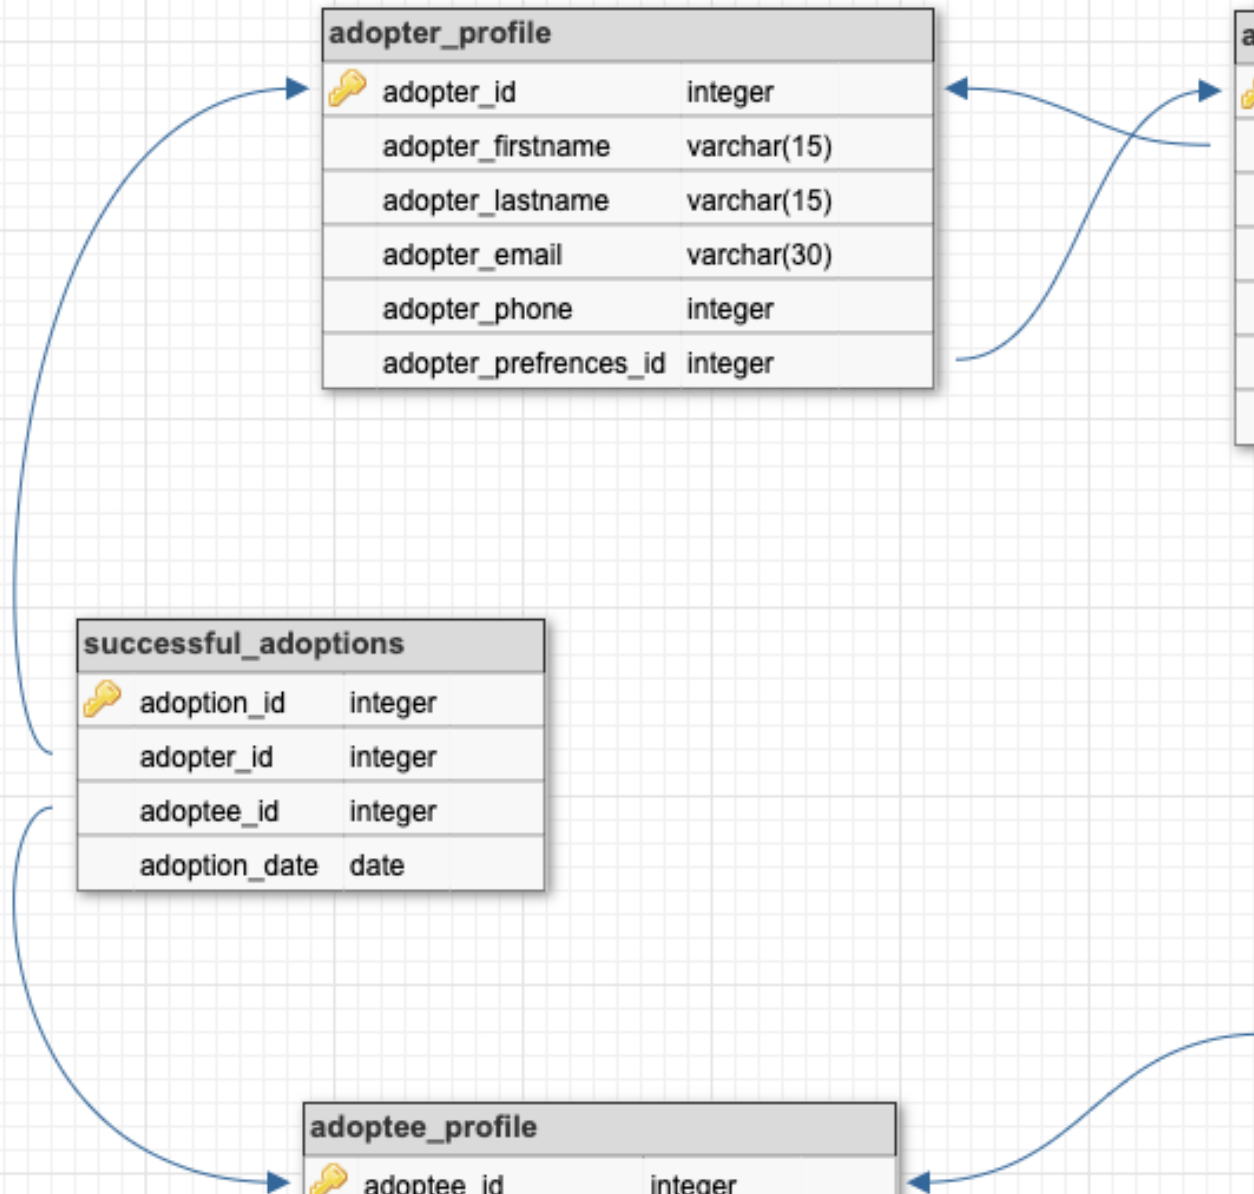 adopter_profile
adopter_id integer
adopter_firstname varchar(15)
adopter_lastname varchar(15)
adopter_email varchar(30)
adopter_phone integer
adopter_prefrences_id integer
a
successful_adoptions
adoption_id integer
adopter_id integer
adoptee_id integer
adoption_date date
adoptee_profile
adoptee_id integer